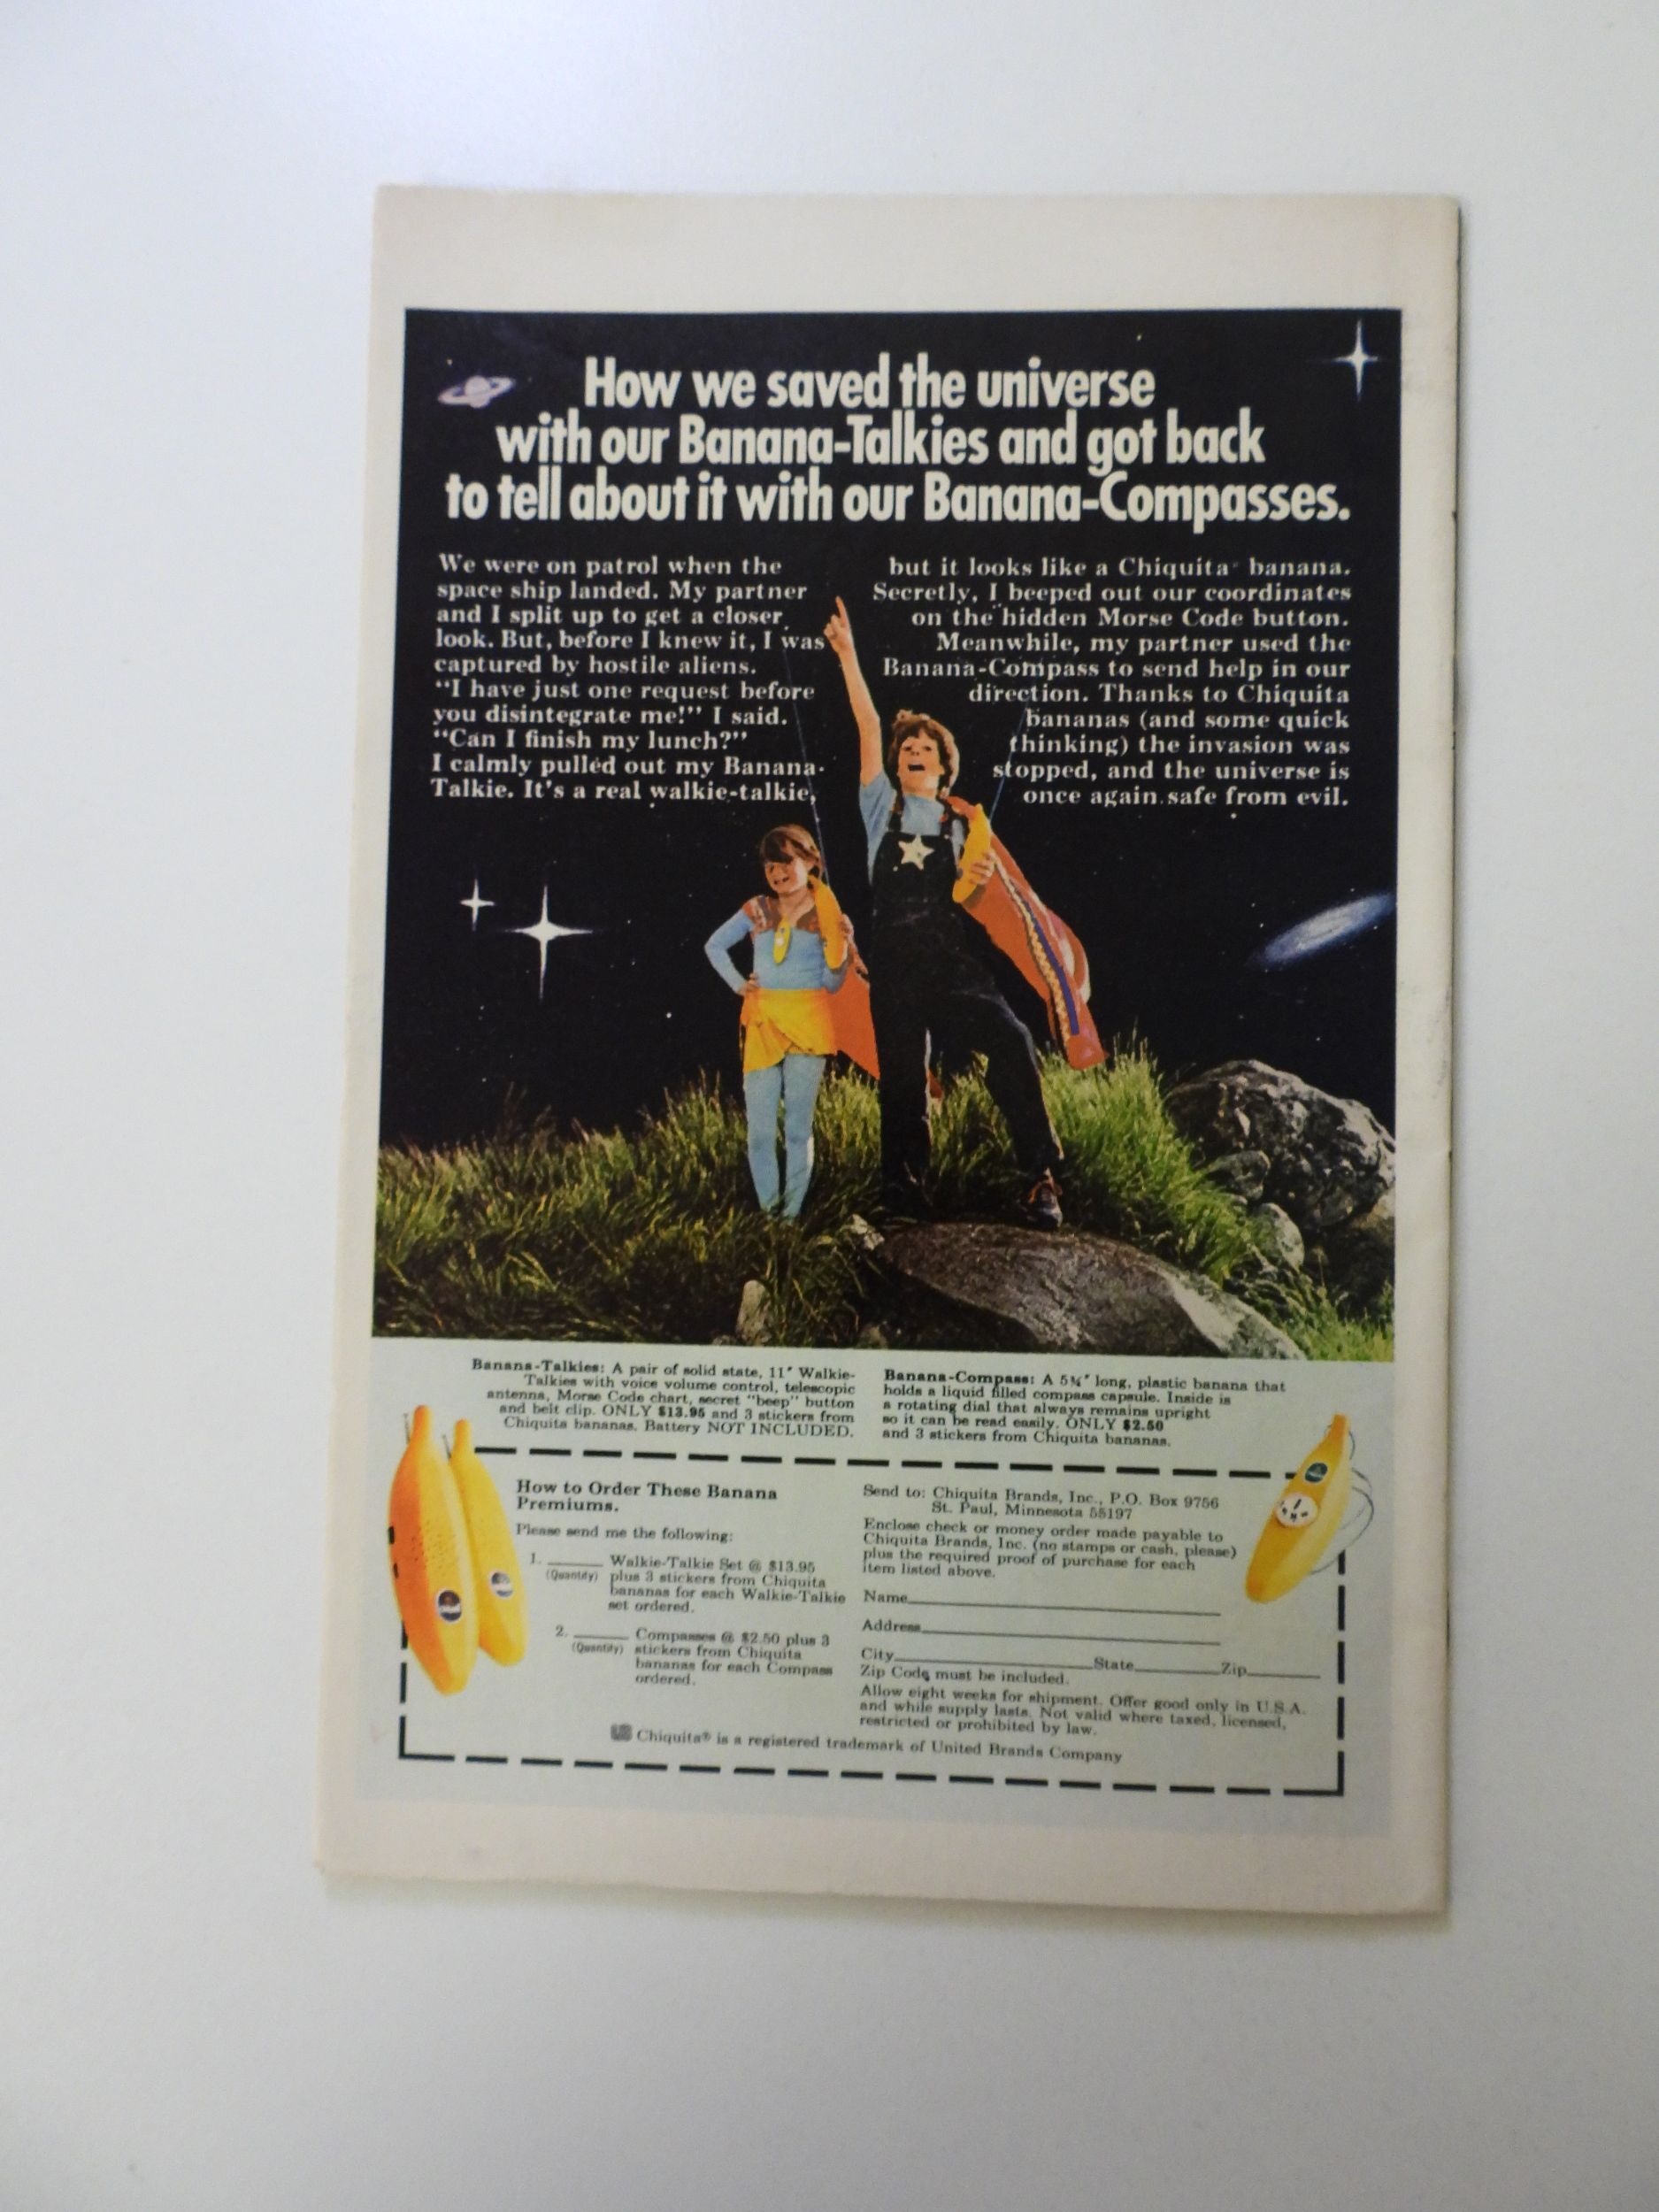 How we saved the universe
with our Banana-Talkies and got back
to tell about it with our Banana-Compasses.
We were on patrol when the
space ship landed. My partner
and I split up to get a closer
look. But, before I knew it, I was
captured by hostile aliens.
"I have just one request before
you disintegrate me!" I said.
"Can I finish my lunch?"
I calmly pulled out my Banana-
Talkie. It's a real walkie-talkie,
but it looks like a Chiquita® banana.
Secretly, I beeped out our coordinates
on the hidden Morse Code button.
Meanwhile, my partner used the
Banana-Compass to send help in our
direction. Thanks to Chiquita
bananas (and some quick
thinking) the invasion was
stopped, and the universe is
once again safe from evil.
Banana-Talkies: A pair of solid state, 11" Walkie-
Talkies with voice volume control, telescopic
antenna, Morse Code chart, secret "beep" button
and belt clip. ONLY $13.95 and 3 stickers from
Chiquita bananas. Battery NOT INCLUDED.
Banana-Compass: A 5¾" long, plastic banana that
holds a liquid filled compass capsule. Inside is
a rotating dial that always remains upright
so it can be read easily. ONLY $2.50
and 3 stickers from Chiquita bananas.
How to Order These Banana
Premiums.
Please send me the following:
1. ______ Walkie-Talkie Set @ $13.95
(Quantity) plus 3 stickers from Chiquita
bananas for each Walkie-Talkie
set ordered.
2. ______ Compasses @ $2.50 plus 3
(Quantity) stickers from Chiquita
bananas for each Compass
ordered.
Send to: Chiquita Brands, Inc., P.O. Box 9756
St. Paul, Minnesota 55197
Enclose check or money order made payable to
Chiquita Brands, Inc. (no stamps or cash, please)
plus the required proof of purchase for each
item listed above.
Name
Address
City State Zip
Zip Code must be included.
Allow eight weeks for shipment. Offer good only in U.S.A.
and while supply lasts. Not valid where taxed, licensed,
restricted or prohibited by law.
Chiquita® is a registered trademark of United Brands Company